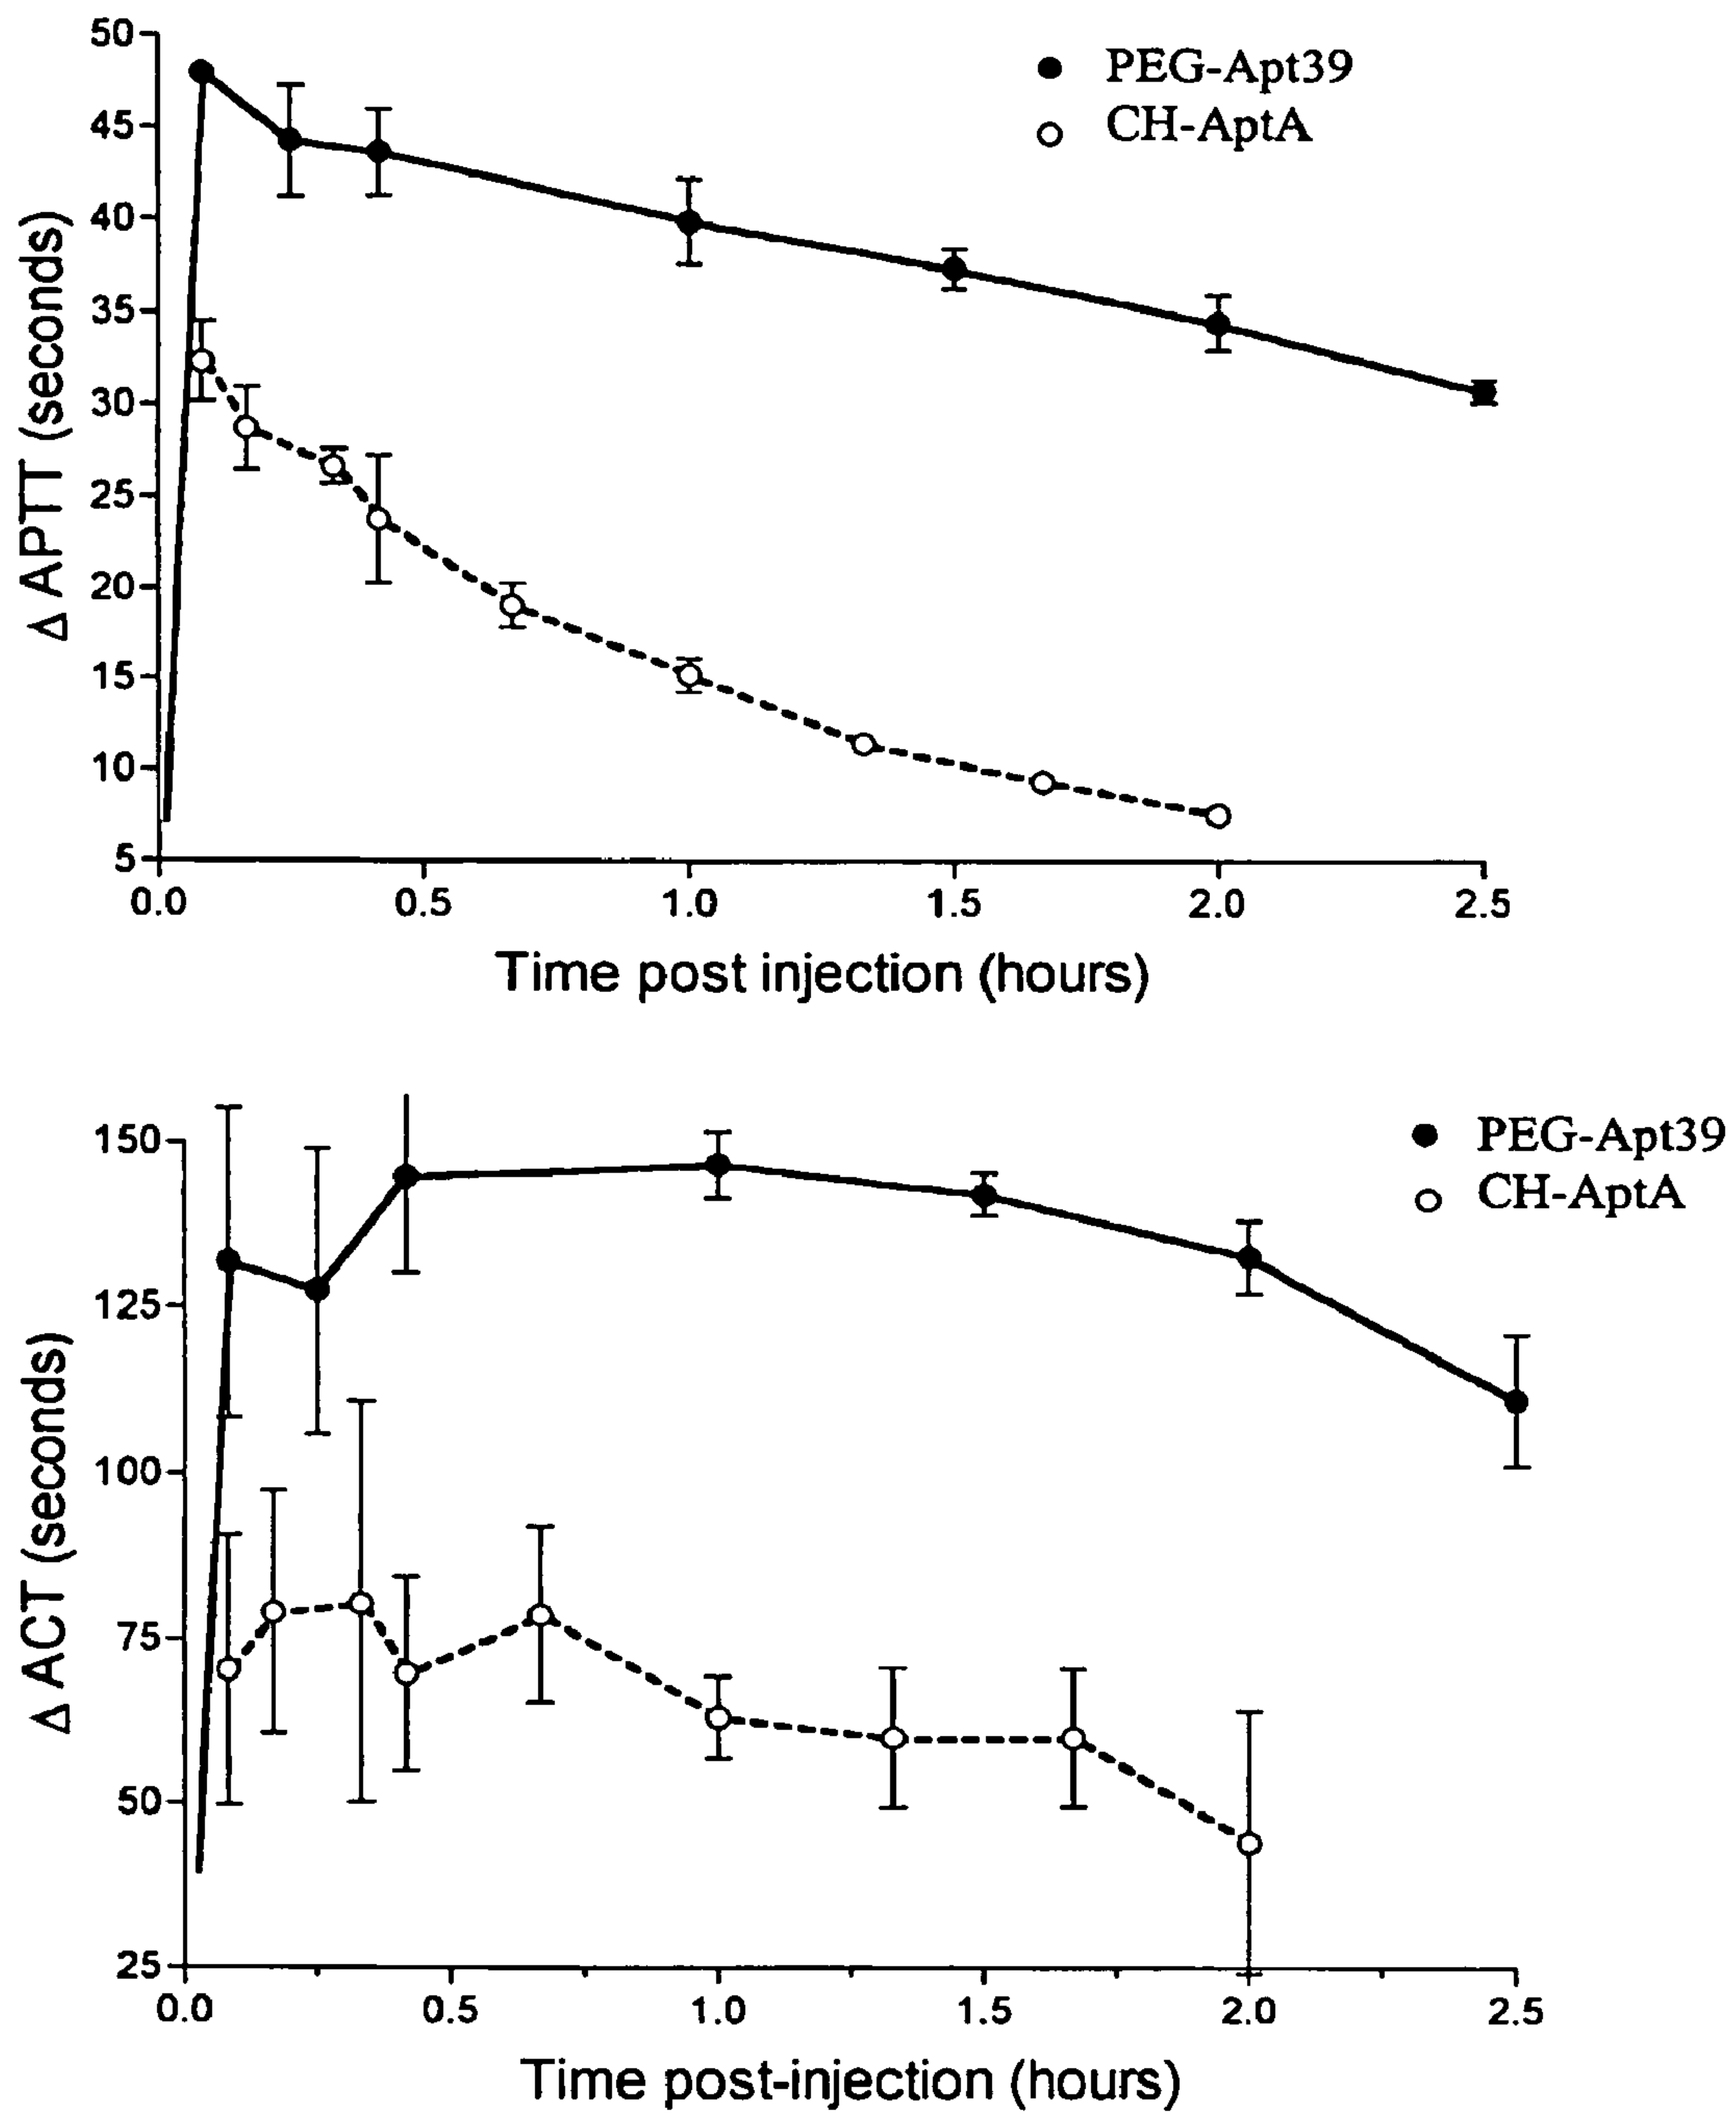 50
45
40
35
30
25
20
15
10
5
Δ APTT (seconds)
PEG-Apt39
CH-AptA
0.0 0.5 1.0 1.5 2.0 2.5
Time post injection (hours)
150
125
100
75
50
25
Δ ACT (seconds)
PEG-Apt39
CH-AptA
0.0 0.5 1.0 1.5 2.0 2.5
Time post-injection (hours)